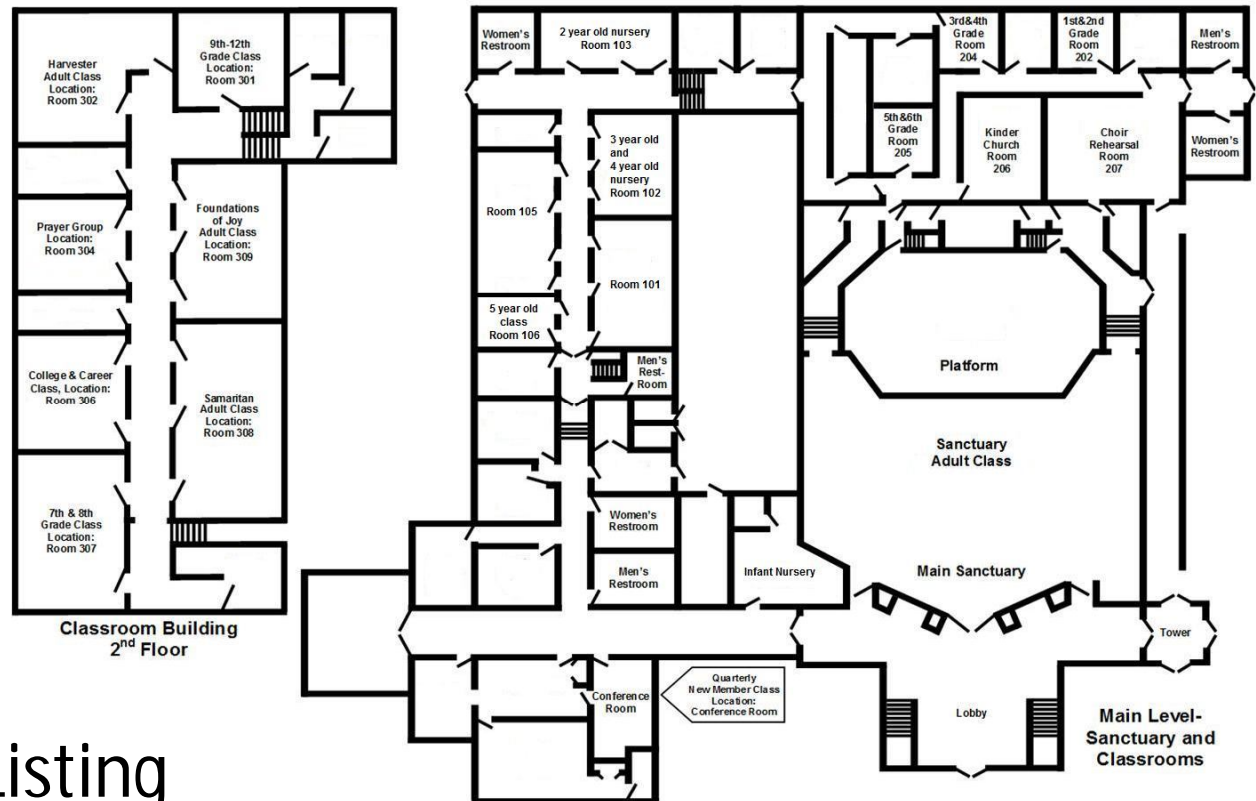 Harvester
Adult Class
Location:
Room 302
9th-12th
Grade Class
Location:
Room 301
Prayer Group
Location:
Room 304
Foundations
of Joy
Adult Class
Location:
Room 309
College & Career
Class, Location:
Room 306
Samaritan
Adult Class
Location:
Room 308
7th & 8th
Grade Class
Location:
Room 307
Classroom Building
2nd Floor
Women's
Restroom
2 year old nursery
Room 103
3 year old
and
4 year old
nursery
Room 102
Room 105
Room 101
5 year old
class
Room 106
Men's
Rest-
Room
Women's
Restroom
Men's
Restroom
Infant Nursery
Conference
Room
Quarterly
New Member Class
Location:
Conference Room
3rd&4th
Grade
Room
204
1st&2nd
Grade
Room
202
Men's
Restroom
5th&6th
Grade
Room
205
Kinder
Church
Room
206
Choir
Rehearsal
Room
207
Women's
Restroom
Platform
Sanctuary
Adult Class
Main Sanctuary
Tower
Lobby
Main Level-
Sanctuary and
Classrooms
Listing